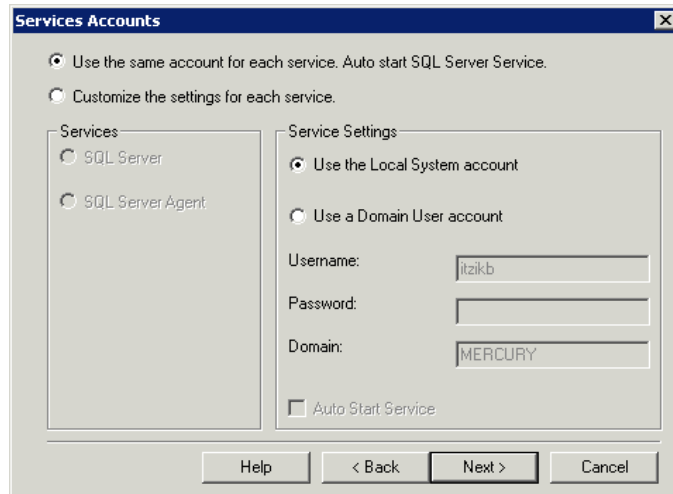 Services Accounts
Use the same account for each service. Auto start SQL Server Service.
Customize the settings for each service.
Services
SQL Server
SQL Server Agent
Service Settings
Use the Local System account
Use a Domain User account
Username:
itzikb
Password:
Domain:
MERCURY
Auto Start Service
Help
< Back
Next >
Cancel